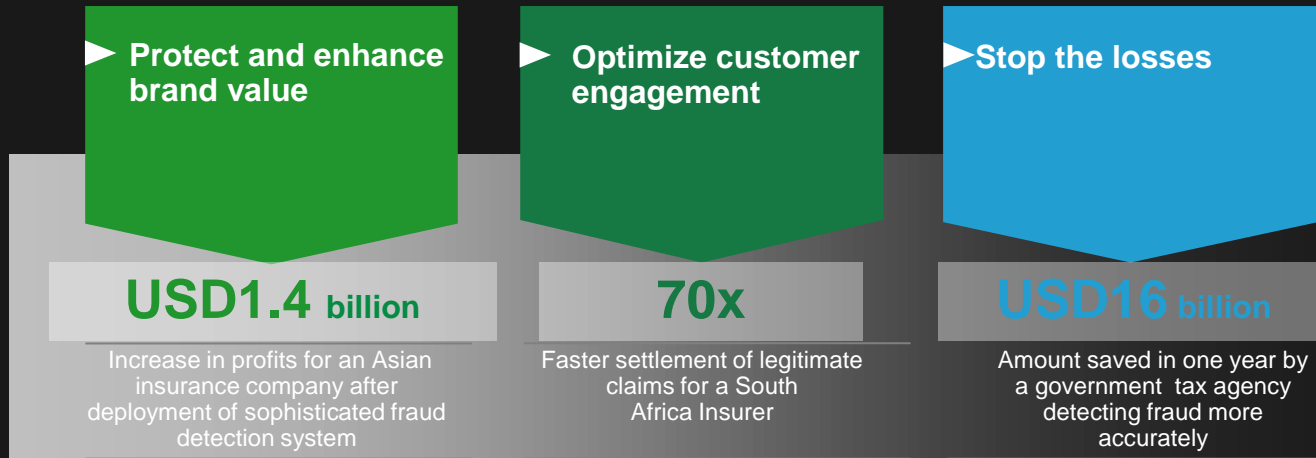 Protect and enhance
brand value
USD1.4 billion
Increase in profits for an Asian
insurance company after
deployment of sophisticated fraud
detection system
Optimize customer
engagement
70x
Faster settlement of legitimate
claims for a South
Africa Insurer
Stop the losses
USD16 billion
Amount saved in one year by
a government tax agency
detecting fraud more
accurately